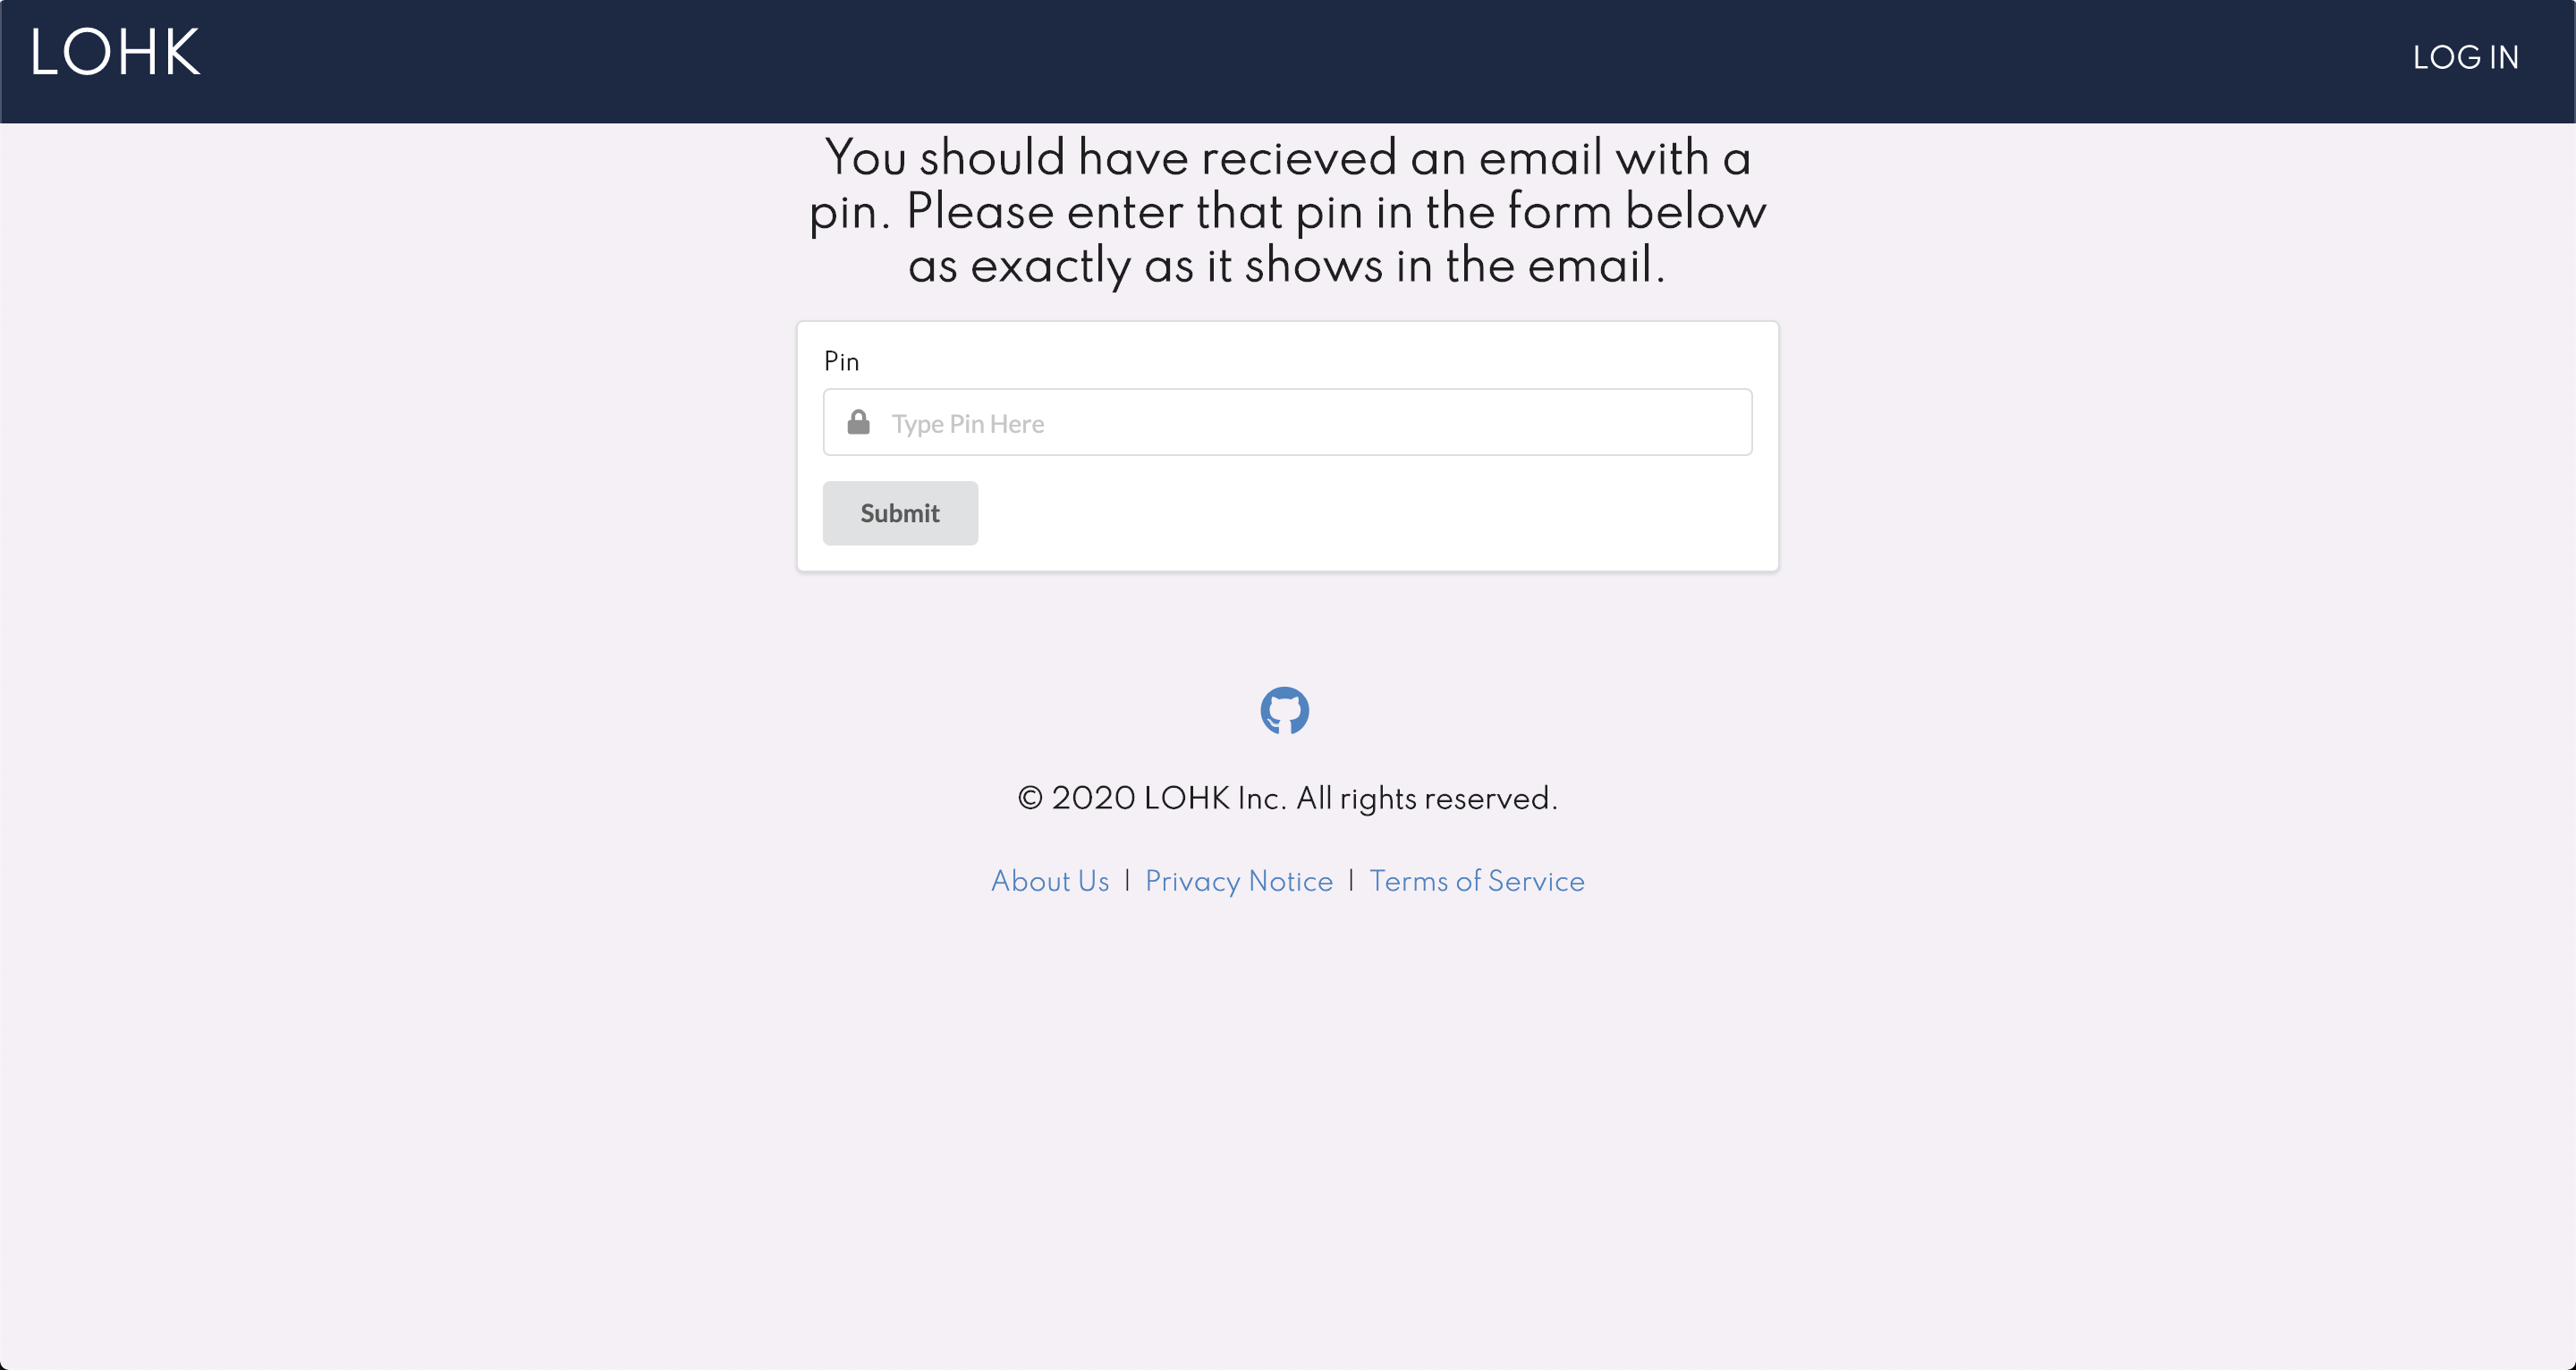 LOHK
LOG IN
You should have recieved an email with a
pin. Please enter that pin in the form below
as exactly as it shows in the email.
Pin
Type Pin Here
Submit
© 2020 LOHK Inc. All rights reserved.
About Us | Privacy Notice | Terms of Service